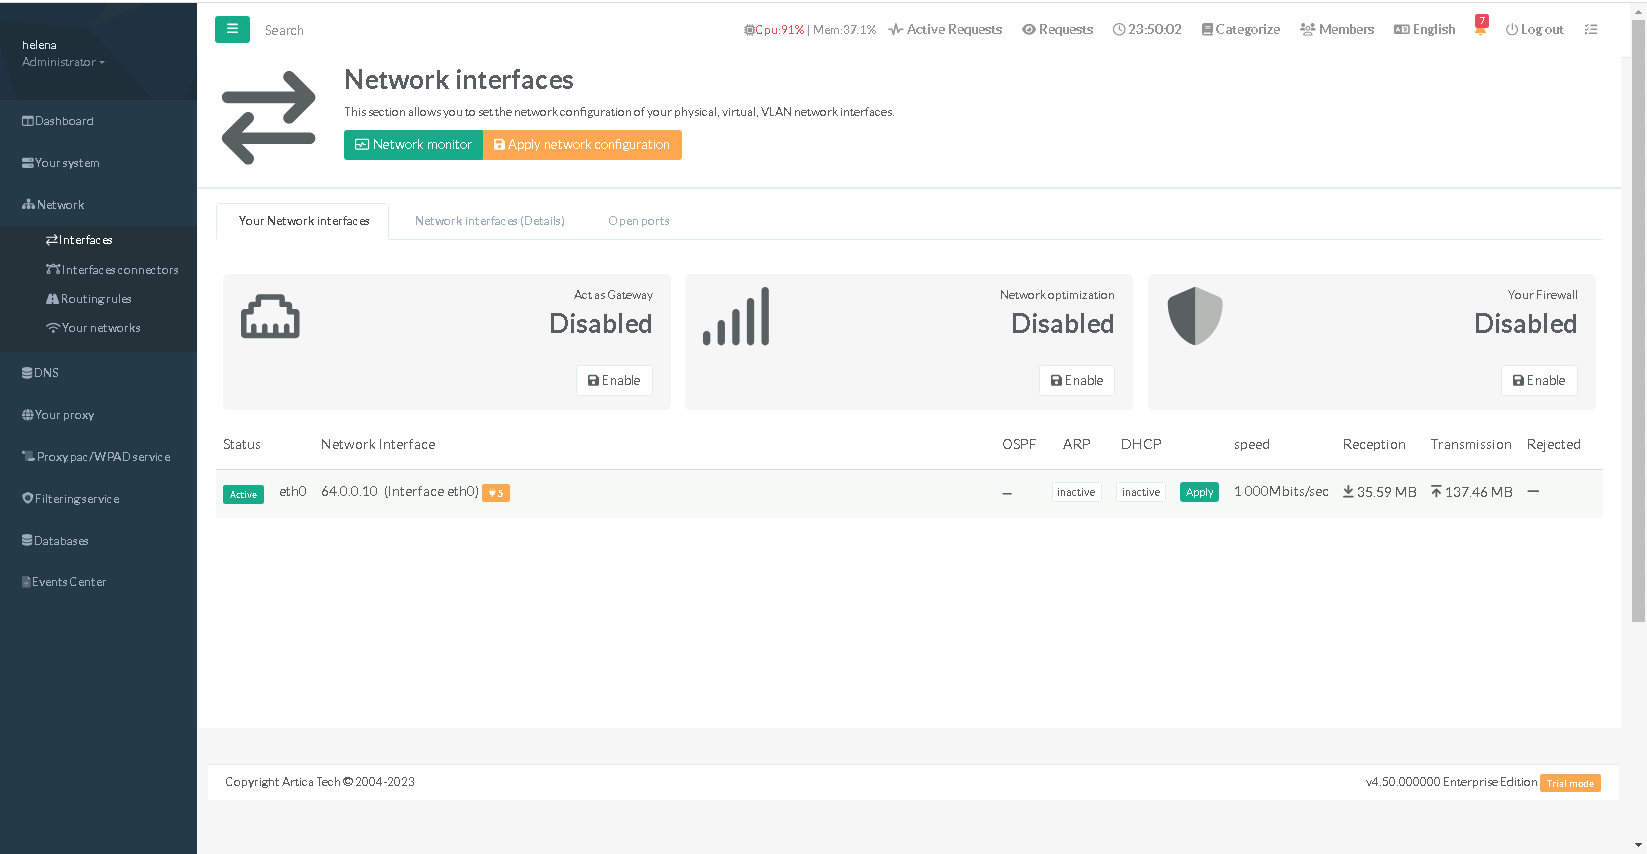 helena
Administrator
Dashboard
Your system
Network
Interfaces
Interfaces connectors
Routing rules
Your networks
DNS
Your proxy
Proxy.pac/WPAD service
Filtering service
Databases
Events Center
Search
Cpu:91% | Mem:37.1% Active Requests Requests 23:50:02 Categorize Members English 7 Log out
Network interfaces
This section allows you to set the network configuration of your physical, virtual, VLAN network interfaces.
Network monitor Apply network configuration
Your Network interfaces Network interfaces (Details) Open ports
Act as Gateway
Disabled
Enable
Network optimization
Disabled
Enable
Your Firewall
Disabled
Enable
Status Network Interface OSPF ARP DHCP speed Reception Transmission Rejected
Active eth0 64.0.0.10 (Interface eth0) 5 – inactive inactive Apply 1 000Mbits/sec 35.59 MB 137.46 MB —
Copyright Artica Tech © 2004-2023
v4.50.000000 Enterprise Edition Trial mode